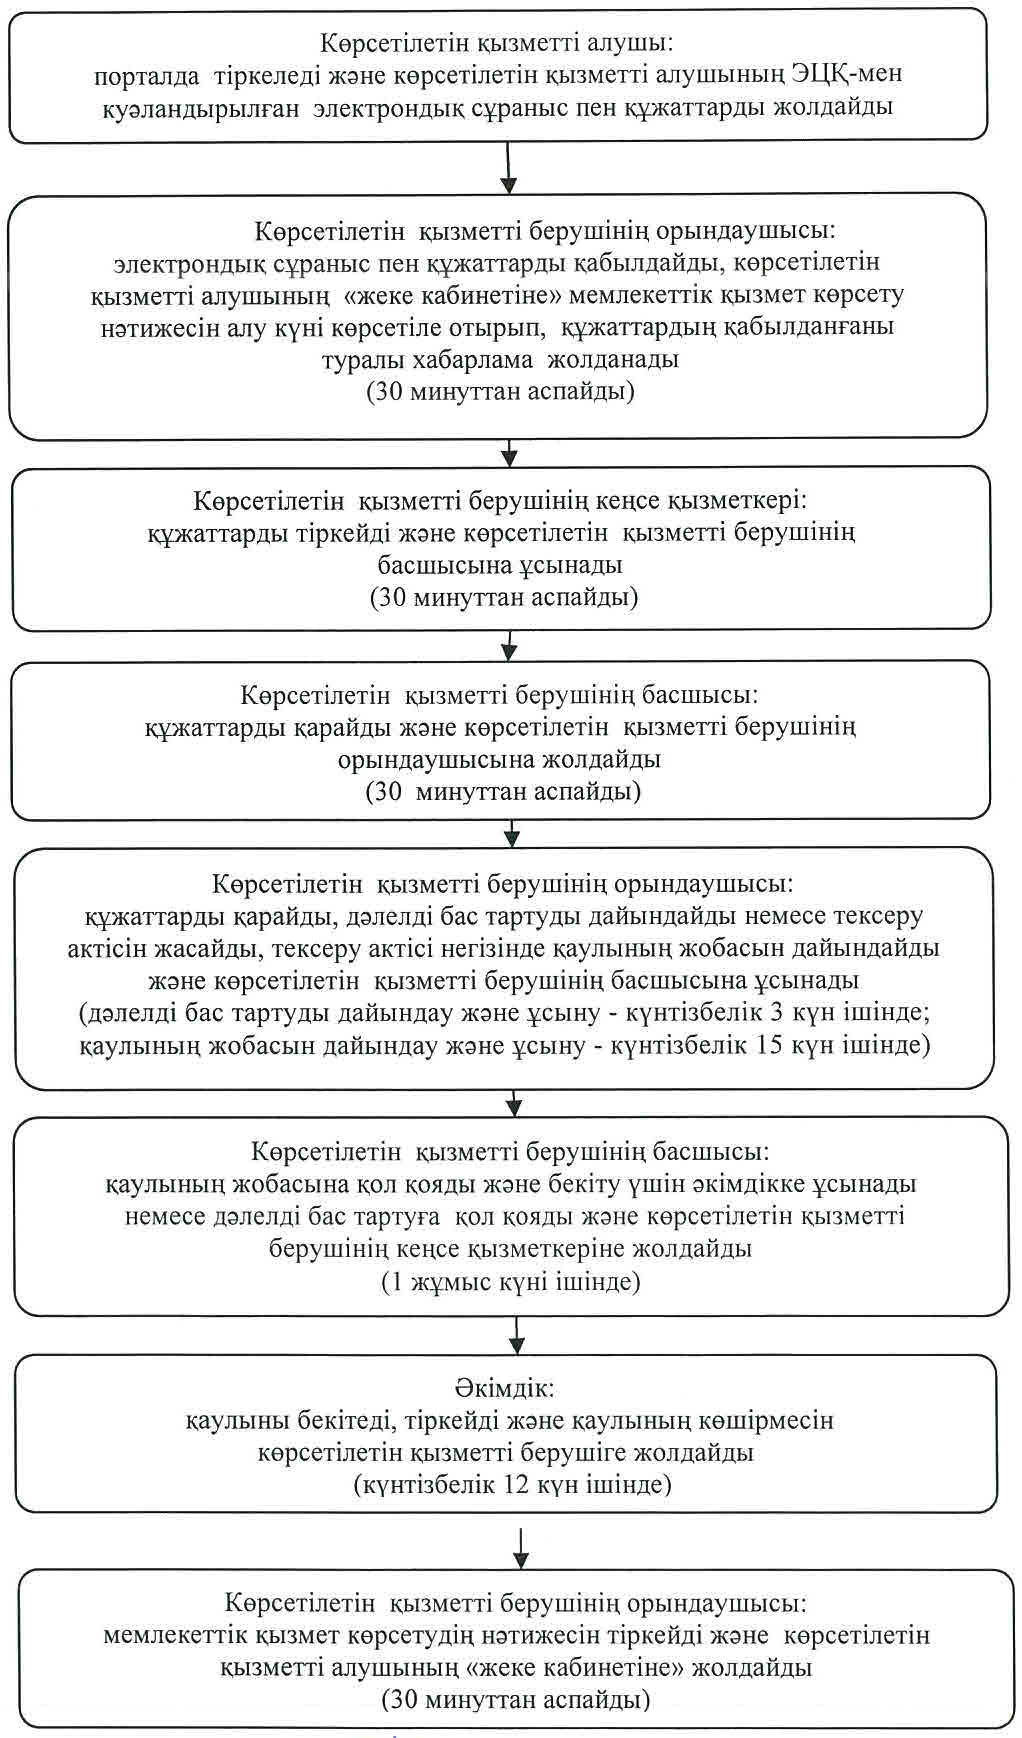 Көрсетілетін қызметті алушы:
порталда тіркеледі және көрсетілетін қызметті алушының ЭЦҚ-мен
куәландырылған электрондық сұраныс пен құжаттарды жолдайды
Көрсетілетін қызметті берушінің орындаушысы:
электрондық сұраныс пен құжаттарды қабылдайды, көрсетілетін
қызметті алушының «жеке кабинетіне» мемлекеттік қызмет көрсету
нәтижесін алу күні көрсетіле отырып, құжаттардың қабылданғаны
туралы хабарлама жолданады
(30 минуттан аспайды)
Көрсетілетін қызметті берушінің кеңсе қызметкері:
құжаттарды тіркейді және көрсетілетін қызметті берушінің
басшысына ұсынады
(30 минуттан аспайды)
Көрсетілетін қызметті берушінің басшысы:
құжаттарды қарайды және көрсетілетін қызметті берушінің
орындаушысына жолдайды
(30 минуттан аспайды)
Көрсетілетін қызметті берушінің орындаушысы:
құжаттарды қарайды, дәлелді бас тартуды дайындайды немесе тексеру
актісін жасайды, тексеру актісі негізінде қаулының жобасын дайындайды
және көрсетілетін қызметті берушінің басшысына ұсынады
(дәлелді бас тартуды дайындау және ұсыну - күнтізбелік 3 күн ішінде;
қаулының жобасын дайындау және ұсыну - күнтізбелік 15 күн ішінде)
Көрсетілетін қызметті берушінің басшысы:
қаулының жобасына қол қояды және бекіту үшін әкімдікке ұсынады
немесе дәлелді бас тартуға қол қояды және көрсетілетін қызметті
берушінің кеңсе қызметкеріне жолдайды
(1 жұмыс күні ішінде)
Әкімдік:
қаулыны бекітеді, тіркейді және қаулының көшірмесін
көрсетілетін қызметті берушіге жолдайды
(күнтізбелік 12 күн ішінде)
Көрсетілетін қызметті берушінің орындаушысы:
мемлекеттік қызмет көрсетудің нәтижесін тіркейді және көрсетілетін
қызметті алушының «жеке кабинетіне» жолдайды
(30 минуттан аспайды)